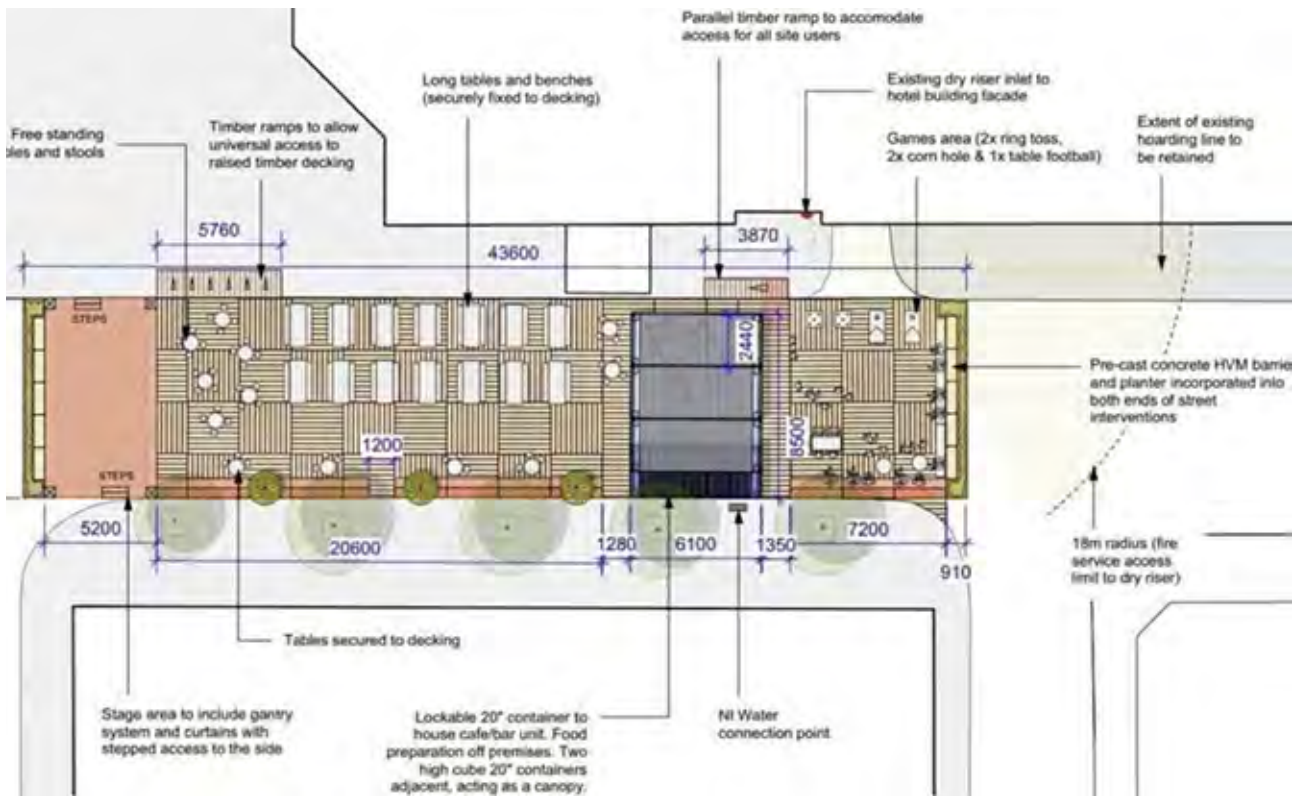 Parallel timber ramp to accomodate
access for all site users
Long tables and benches
(securely fixed to decking)
Existing dry riser inlet to
hotel building facade
Free standing
bles and stools
Timber ramps to allow
universal access to
raised timber decking
Games area (2x ring toss,
2x corn hole & 1x table football)
Extent of existing
hoarding line to
be retained
5760
43600
3870
STEPS
2440
Pre-cast concrete HVM barrier
and planter incorporated into
both ends of street
interventions
8500
1200
STEPS
5200
20600
1280
6100
1350
7200
910
18m radius (fire
service access
limit to dry riser)
Tables secured to decking
Stage area to include gantry
system and curtains with
stepped access to the side
Lockable 20" container to
house cafe/bar unit. Food
preparation off premises. Two
high cube 20" containers
adjacent, acting as a canopy.
NI Water
connection point